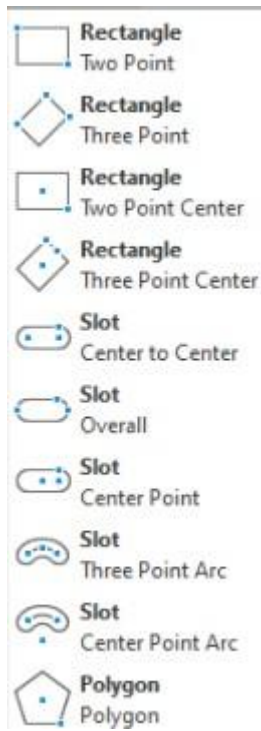 Rectangle
Two Point
Rectangle
Three Point
Rectangle
Two Point Center
Rectangle
Three Point Center
Slot
Center to Center
Slot
Overall
Slot
Center Point
Slot
Three Point Arc
Slot
Center Point Arc
Polygon
Polygon